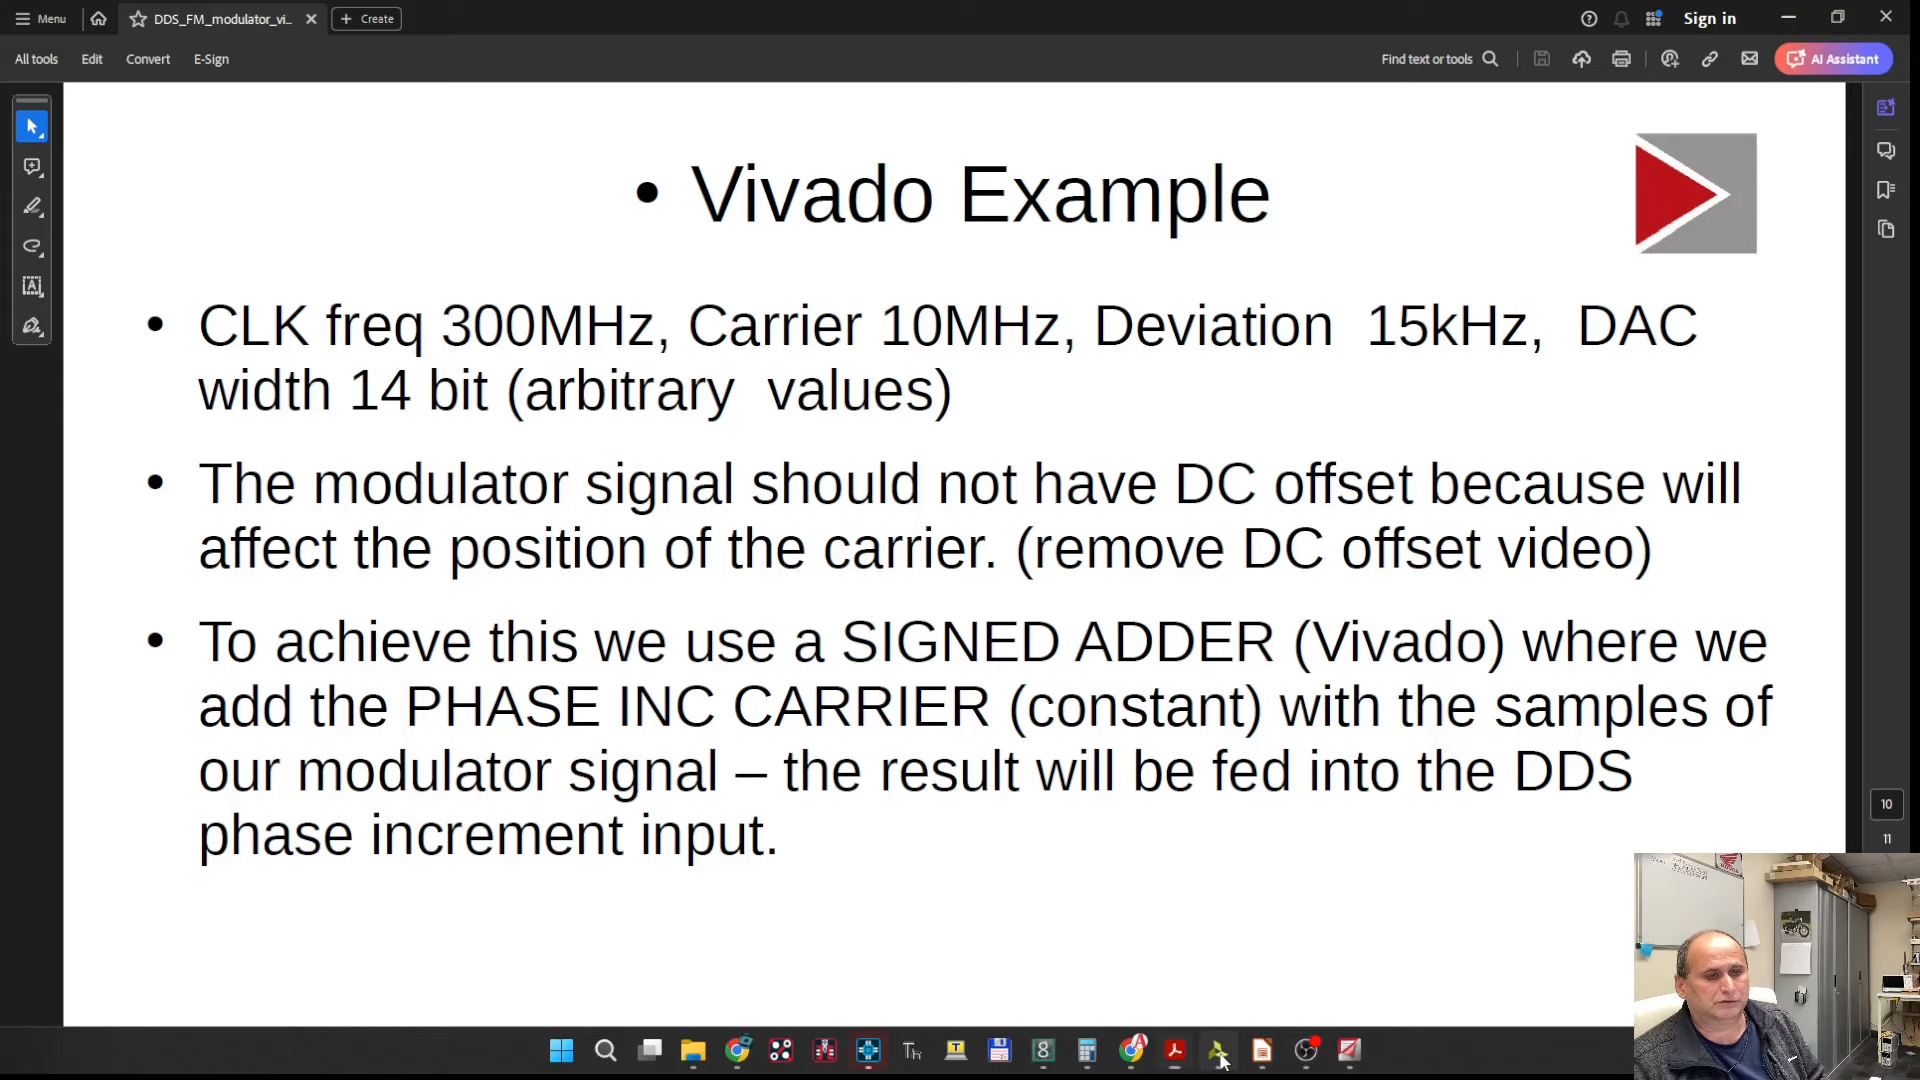 Menu
DDS_FM_modulator_vi...
Create
Sign in
All tools
Edit
Convert
E-Sign
Find text or tools
AI Assistant
• Vivado Example
• CLK freq 300MHz, Carrier 10MHz, Deviation 15kHz, DAC
width 14 bit (arbitrary values)
• The modulator signal should not have DC offset because will
affect the position of the carrier. (remove DC offset video)
• To achieve this we use a SIGNED ADDER (Vivado) where we
add the PHASE INC CARRIER (constant) with the samples of
our modulator signal – the result will be fed into the DDS
phase increment input.
10
11